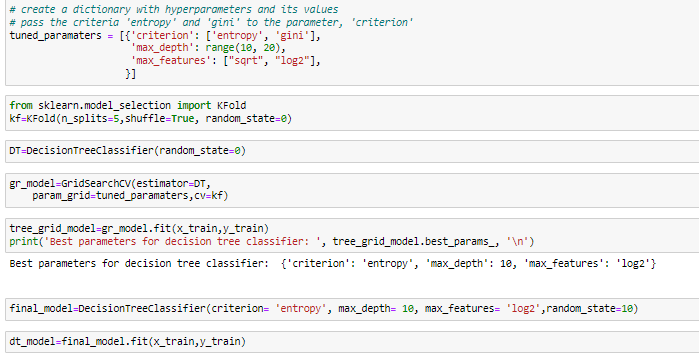 # create a dictionary with hyperparameters and its values
# pass the criteria 'entropy' and 'gini' to the parameter, 'criterion'
tuned_paramaters = [{'criterion': ['entropy', 'gini'],
'max_depth': range(10, 20),
'max_features': ["sqrt", "log2"],
}]
from sklearn.model_selection import KFold
kf=KFold(n_splits=5,shuffle=True, random_state=0)
DT=DecisionTreeClassifier(random_state=0)
gr_model=GridSearchCV(estimator=DT,
param_grid=tuned_paramaters,cv=kf)
tree_grid_model=gr_model.fit(x_train,y_train)
print('Best parameters for decision tree classifier: ', tree_grid_model.best_params_, '\n')
Best parameters for decision tree classifier:  {'criterion': 'entropy', 'max_depth': 10, 'max_features': 'log2'}
final_model=DecisionTreeClassifier(criterion= 'entropy', max_depth= 10, max_features= 'log2',random_state=10)
dt_model=final_model.fit(x_train,y_train)